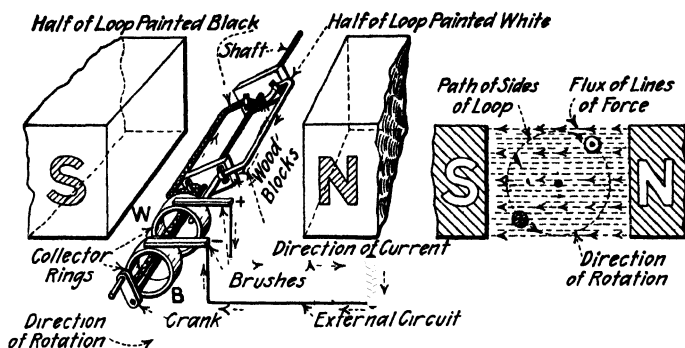 Half of Loop Painted Black
Half of Loop Painted White
Shaft
Path of Sides
of Loop
Flux of Lines
of Force
S
N
S
N
Wood
Blocks
W
+
-
Collector
Rings
B
Brushes
Direction of Current
Direction
of Rotation
Crank
External Circuit
Direction
of Rotation